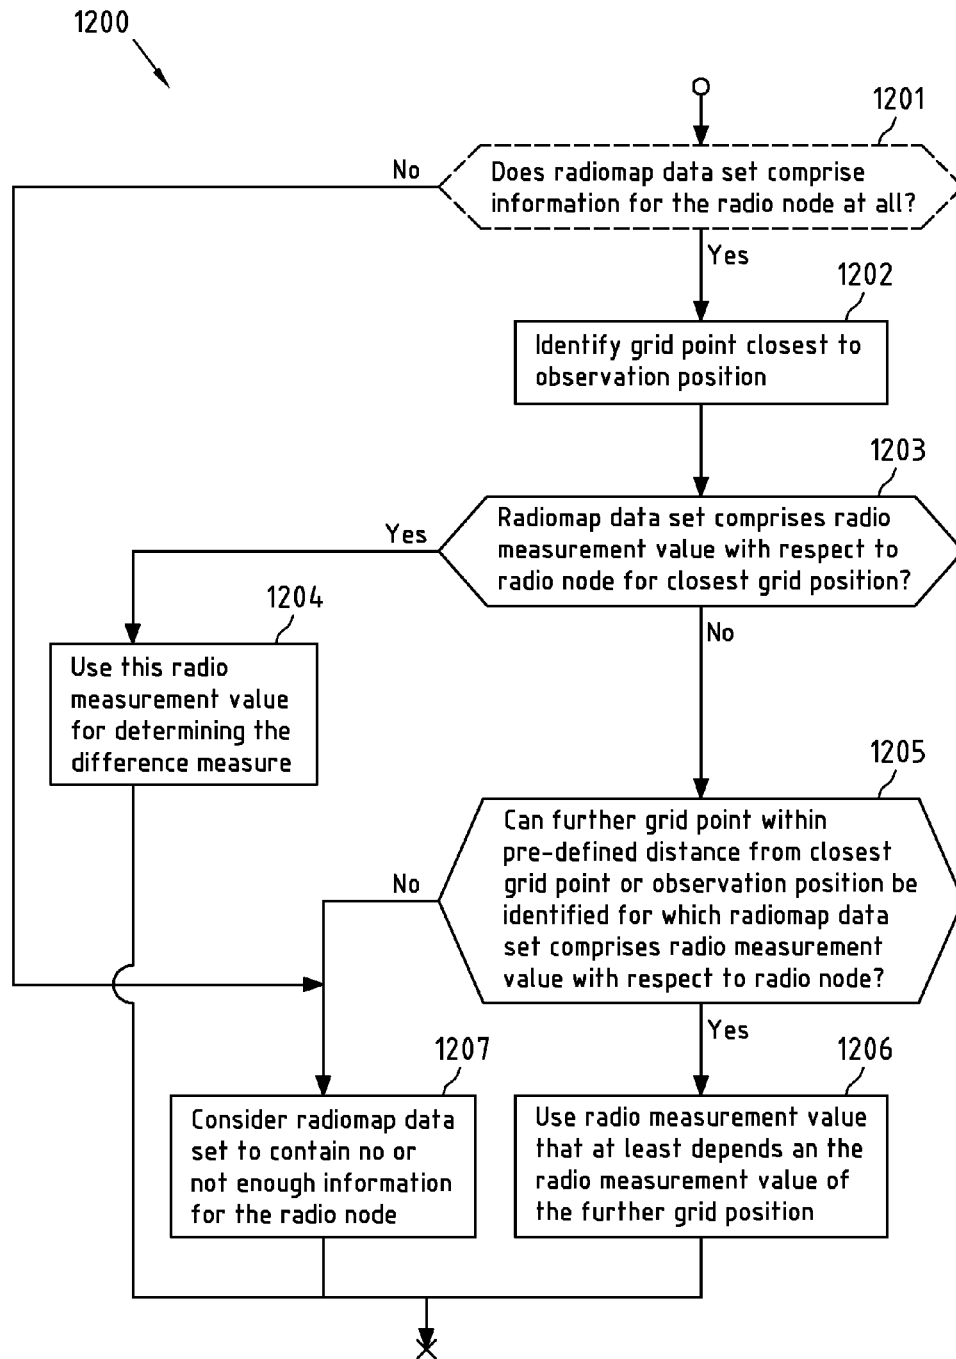 1200
1201
No
Does radiomap data set comprise
information for the radio node at all?
Yes
1202
Identify grid point closest to
observation position
1203
Yes
Radiomap data set comprises radio
measurement value with respect to
radio node for closest grid position?
1204
No
Use this radio
measurement value
for determining the
difference measure
1205
No
Can further grid point within
pre-defined distance from closest
grid point or observation position be
identified for which radiomap data
set comprises radio measurement
value with respect to radio node?
Yes
1207
Consider radiomap data
set to contain no or
not enough information
for the radio node
1206
Use radio measurement value
that at least depends an the
radio measurement value of
the further grid position